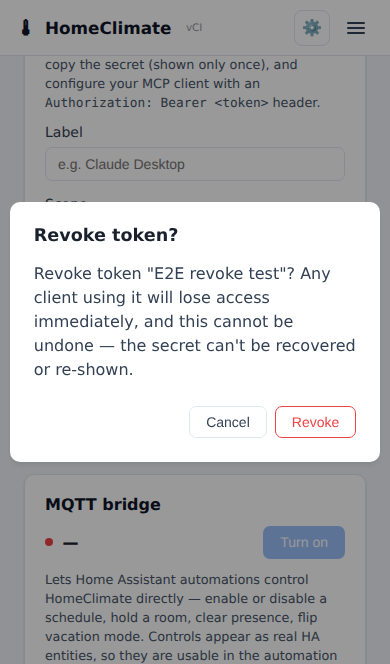 HomeClimate vCI
copy the secret (shown only once), and
configure your MCP client with an
Authorization: Bearer <token> header.
Label
e.g. Claude Desktop
Revoke token?
Revoke token "E2E revoke test"? Any
client using it will lose access
immediately, and this cannot be
undone — the secret can't be recovered
or re-shown.
Cancel Revoke
MQTT bridge
— Turn on
Lets Home Assistant automations control
HomeClimate directly — enable or disable a
schedule, hold a room, clear presence, flip
vacation mode. Controls appear as real HA
entities, so they are usable in the automation